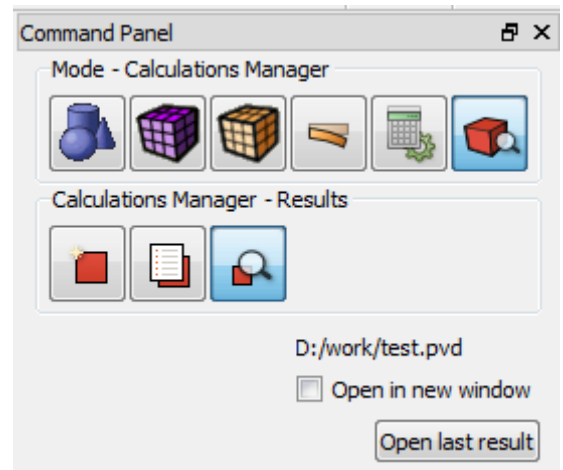 Command Panel
Mode - Calculations Manager
Calculations Manager - Results
D:/work/test.pvd
Open in new window
Open last result